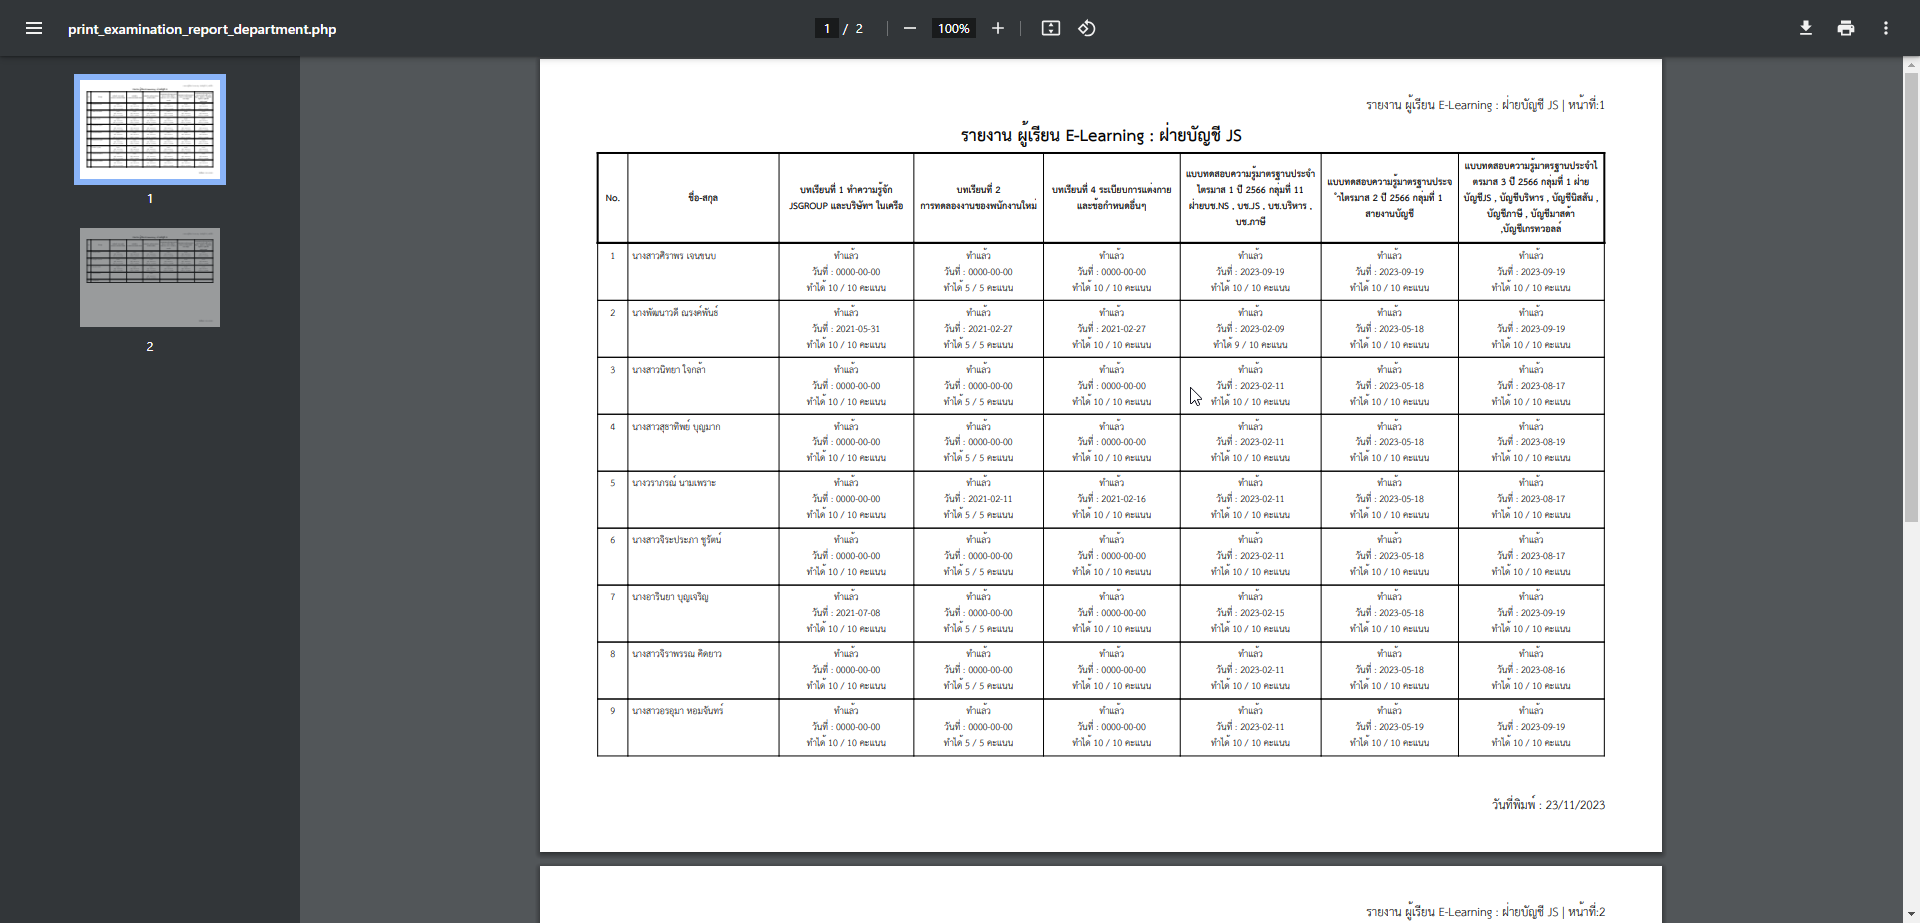 print_examination_report_department.php
1 / 2
100%
1
2
รายงาน ผู้เรียน E-Learning : ฝ่ายบัญชี JS | หน้าที่:1
รายงาน ผู้เรียน E-Learning : ฝ่ายบัญชี JS
No. ชื่อ-สกุล บทเรียนที่ 1 ทำความรู้จัก JSGROUP และบริษัทฯ ในเครือ บทเรียนที่ 2 การทดลองงานของพนักงานใหม่ บทเรียนที่ 4 ระเบียบการแต่งกาย และข้อกำหนดอื่นๆ แบบทดสอบความรู้มาตรฐานประจำไตรมาส 1 ปี 2566 กลุ่มที่ 11 ฝ่ายบช.NS , บช.JS , บช.บริหาร , บช.ภาษี แบบทดสอบความรู้มาตรฐานประจำไตรมาส 2 ปี 2566 กลุ่มที่ 1 สายงานบัญชี แบบทดสอบความรู้มาตรฐานประจำไตรมาส 3 ปี 2566 กลุ่มที่ 1 ฝ่ายบัญชีJS , บัญชีบริหาร , บัญชีนิสสัน , บัญชีภาษี , บัญชีมาสด้า ,บัญชีเกรทวอลล์
1 นางสาวศิราพร เจนขนบ ทำแล้ว ทำแล้ว ทำแล้ว ทำแล้ว ทำแล้ว ทำแล้ว
วันที่ : 0000-00-00 วันที่ : 0000-00-00 วันที่ : 0000-00-00 วันที่ : 2023-09-19 วันที่ : 2023-09-19 วันที่ : 2023-09-19
ทำได้ 10 / 10 คะแนน ทำได้ 5 / 5 คะแนน ทำได้ 10 / 10 คะแนน ทำได้ 10 / 10 คะแนน ทำได้ 10 / 10 คะแนน ทำได้ 10 / 10 คะแนน
2 นางพัฒนาวดี ณรงค์พันธ์ ทำแล้ว ทำแล้ว ทำแล้ว ทำแล้ว ทำแล้ว ทำแล้ว
วันที่ : 2021-05-31 วันที่ : 2021-02-27 วันที่ : 2021-02-27 วันที่ : 2023-02-09 วันที่ : 2023-05-18 วันที่ : 2023-09-19
ทำได้ 10 / 10 คะแนน ทำได้ 5 / 5 คะแนน ทำได้ 10 / 10 คะแนน ทำได้ 9 / 10 คะแนน ทำได้ 10 / 10 คะแนน ทำได้ 10 / 10 คะแนน
3 นางสาวนิทยา ใจกล้า ทำแล้ว ทำแล้ว ทำแล้ว ทำแล้ว ทำแล้ว ทำแล้ว
วันที่ : 0000-00-00 วันที่ : 0000-00-00 วันที่ : 0000-00-00 วันที่ : 2023-02-11 วันที่ : 2023-05-18 วันที่ : 2023-08-17
ทำได้ 10 / 10 คะแนน ทำได้ 5 / 5 คะแนน ทำได้ 10 / 10 คะแนน ทำได้ 10 / 10 คะแนน ทำได้ 10 / 10 คะแนน ทำได้ 10 / 10 คะแนน
4 นางสาวสุธาทิพย์ บุญมาก ทำแล้ว ทำแล้ว ทำแล้ว ทำแล้ว ทำแล้ว ทำแล้ว
วันที่ : 0000-00-00 วันที่ : 0000-00-00 วันที่ : 0000-00-00 วันที่ : 2023-02-11 วันที่ : 2023-05-18 วันที่ : 2023-08-19
ทำได้ 10 / 10 คะแนน ทำได้ 5 / 5 คะแนน ทำได้ 10 / 10 คะแนน ทำได้ 10 / 10 คะแนน ทำได้ 10 / 10 คะแนน ทำได้ 10 / 10 คะแนน
5 นางวราภรณ์ นามเพราะ ทำแล้ว ทำแล้ว ทำแล้ว ทำแล้ว ทำแล้ว ทำแล้ว
วันที่ : 0000-00-00 วันที่ : 2021-02-11 วันที่ : 2021-02-16 วันที่ : 2023-02-11 วันที่ : 2023-05-18 วันที่ : 2023-08-17
ทำได้ 10 / 10 คะแนน ทำได้ 5 / 5 คะแนน ทำได้ 10 / 10 คะแนน ทำได้ 10 / 10 คะแนน ทำได้ 10 / 10 คะแนน ทำได้ 10 / 10 คะแนน
6 นางสาวจิระประภา ชูรัตน์ ทำแล้ว ทำแล้ว ทำแล้ว ทำแล้ว ทำแล้ว ทำแล้ว
วันที่ : 0000-00-00 วันที่ : 0000-00-00 วันที่ : 0000-00-00 วันที่ : 2023-02-11 วันที่ : 2023-05-18 วันที่ : 2023-08-17
ทำได้ 10 / 10 คะแนน ทำได้ 5 / 5 คะแนน ทำได้ 10 / 10 คะแนน ทำได้ 10 / 10 คะแนน ทำได้ 10 / 10 คะแนน ทำได้ 10 / 10 คะแนน
7 นางอารินยา บุญเจริญ ทำแล้ว ทำแล้ว ทำแล้ว ทำแล้ว ทำแล้ว ทำแล้ว
วันที่ : 2021-07-08 วันที่ : 0000-00-00 วันที่ : 0000-00-00 วันที่ : 2023-02-15 วันที่ : 2023-05-18 วันที่ : 2023-09-19
ทำได้ 10 / 10 คะแนน ทำได้ 5 / 5 คะแนน ทำได้ 10 / 10 คะแนน ทำได้ 10 / 10 คะแนน ทำได้ 10 / 10 คะแนน ทำได้ 10 / 10 คะแนน
8 นางสาวจิราพรรณ คิดยาว ทำแล้ว ทำแล้ว ทำแล้ว ทำแล้ว ทำแล้ว ทำแล้ว
วันที่ : 0000-00-00 วันที่ : 0000-00-00 วันที่ : 0000-00-00 วันที่ : 2023-02-11 วันที่ : 2023-05-18 วันที่ : 2023-08-16
ทำได้ 10 / 10 คะแนน ทำได้ 5 / 5 คะแนน ทำได้ 10 / 10 คะแนน ทำได้ 10 / 10 คะแนน ทำได้ 10 / 10 คะแนน ทำได้ 10 / 10 คะแนน
9 นางสาวอรอุมา หอมจันทร์ ทำแล้ว ทำแล้ว ทำแล้ว ทำแล้ว ทำแล้ว ทำแล้ว
วันที่ : 0000-00-00 วันที่ : 0000-00-00 วันที่ : 0000-00-00 วันที่ : 2023-02-11 วันที่ : 2023-05-19 วันที่ : 2023-09-19
ทำได้ 10 / 10 คะแนน ทำได้ 5 / 5 คะแนน ทำได้ 10 / 10 คะแนน ทำได้ 10 / 10 คะแนน ทำได้ 10 / 10 คะแนน ทำได้ 10 / 10 คะแนน
วันที่พิมพ์ : 23/11/2023
รายงาน ผู้เรียน E-Learning : ฝ่ายบัญชี JS | หน้าที่:2